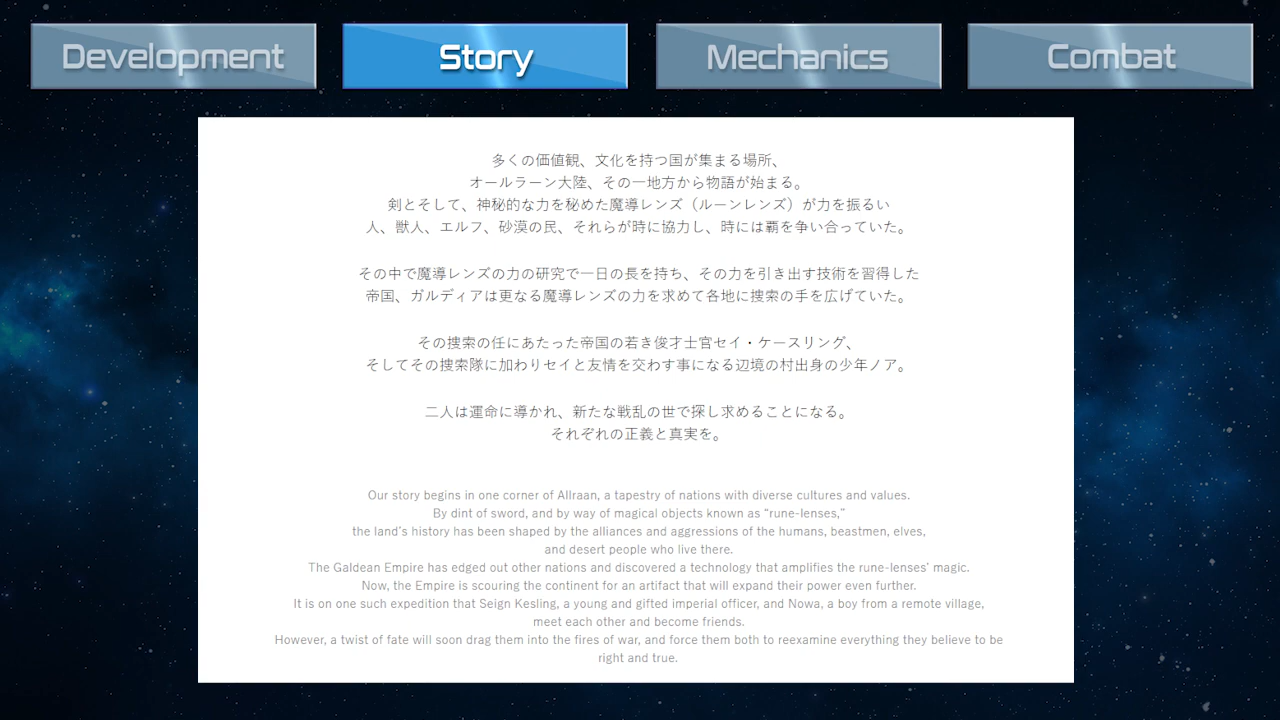 Development
Story
Mechanics
Combat
多くの価値観、文化を持つ国が集まる場所、
オールラーン大陸、その一地方から物語が始まる。
剣とそして、神秘的な力を秘めた魔導レンズ（ルーンレンズ）が力を振るい
人、獣人、エルフ、砂漠の民、それらが時に協力し、時には覇を争い合っていた。
その中で魔導レンズの力の研究で一日の長を持ち、その力を引き出す技術を習得した
帝国、ガルディアは更なる魔導レンズの力を求めて各地に捜索の手を広げていた。
その捜索の任にあたった帝国の若き俊才士官セイ・ケースリング、
そしてその捜索隊に加わりセイと友情を交わす事になる辺境の村出身の少年ノア。
二人は運命に導かれ、新たな戦乱の世で探し求めることになる。
それぞれの正義と真実を。
Our story begins in one corner of Allraan, a tapestry of nations with diverse cultures and values.
By dint of sword, and by way of magical objects known as “rune-lenses,”
the land’s history has been shaped by the alliances and aggressions of the humans, beastmen, elves,
and desert people who live there.
The Galdean Empire has edged out other nations and discovered a technology that amplifies the rune-lenses’ magic.
Now, the Empire is scouring the continent for an artifact that will expand their power even further.
It is on one such expedition that Seign Kesling, a young and gifted imperial officer, and Nowa, a boy from a remote village,
meet each other and become friends.
However, a twist of fate will soon drag them into the fires of war, and force them both to reexamine everything they believe to be
right and true.